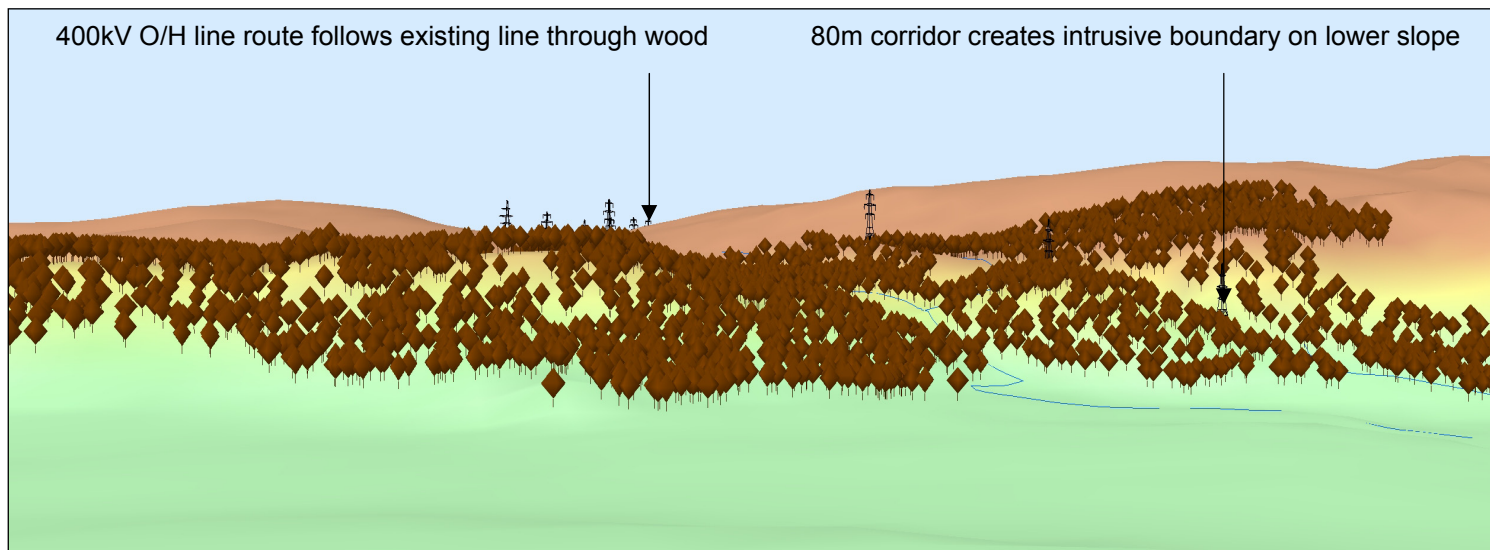 400kV O/H line route follows existing line through wood
80m corridor creates intrusive boundary on lower slope